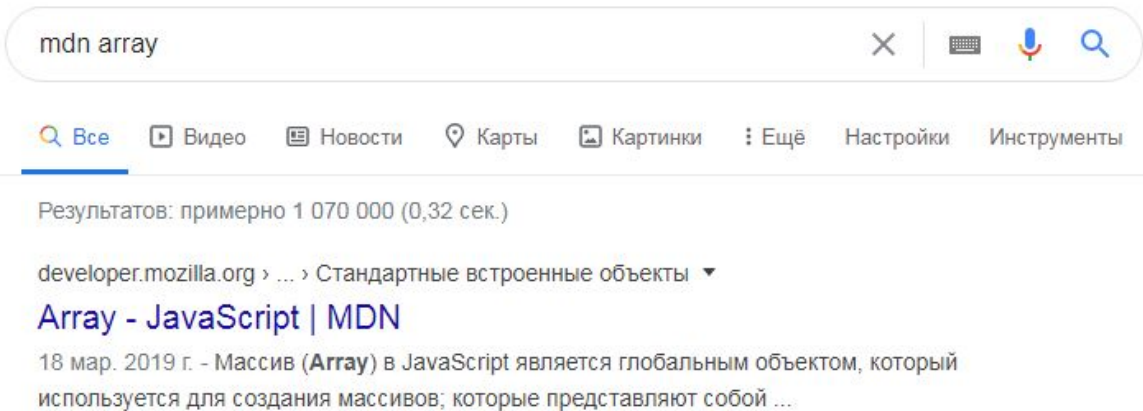 mdn array
Все Видео Новости Карты Картинки Ещё Настройки Инструменты
Результатов: примерно 1 070 000 (0,32 сек.)
developer.mozilla.org › ... › Стандартные встроенные объекты
Array - JavaScript | MDN
18 мар. 2019 г. - Массив (Array) в JavaScript является глобальным объектом, который
используется для создания массивов; которые представляют собой ...